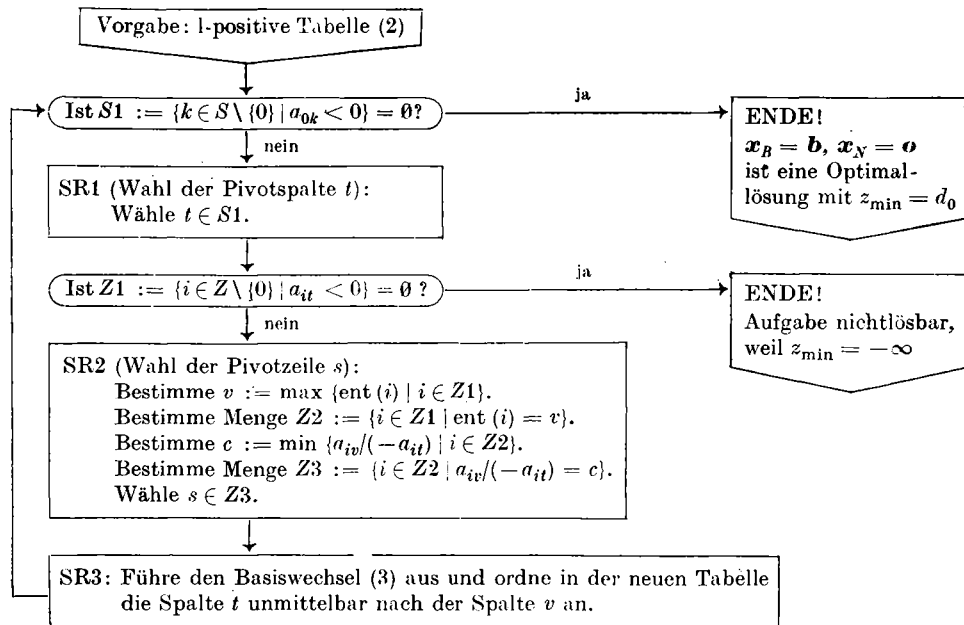 Vorgabe: l-positive Tabelle (2)
Ist S1 := {k ∈ S \ {0} | a₀ₖ < 0} = ∅?
ja
ENDE!
x_B = b, x_N = o
ist eine Optimal-
lösung mit z_min = d₀
nein
SR1 (Wahl der Pivotspalte t):
Wähle t ∈ S1.
Ist Z1 := {i ∈ Z \ {0} | a_it < 0} = ∅ ?
ja
ENDE!
Aufgabe nichtlösbar,
weil z_min = −∞
nein
SR2 (Wahl der Pivotzeile s):
Bestimme v := max {ent (i) | i ∈ Z1}.
Bestimme Menge Z2 := {i ∈ Z1 | ent (i) = v}.
Bestimme c := min {a_iv/(−a_it) | i ∈ Z2}.
Bestimme Menge Z3 := {i ∈ Z2 | a_iv/(−a_it) = c}.
Wähle s ∈ Z3.
SR3: Führe den Basiswechsel (3) aus und ordne in der neuen Tabelle
die Spalte t unmittelbar nach der Spalte v an.